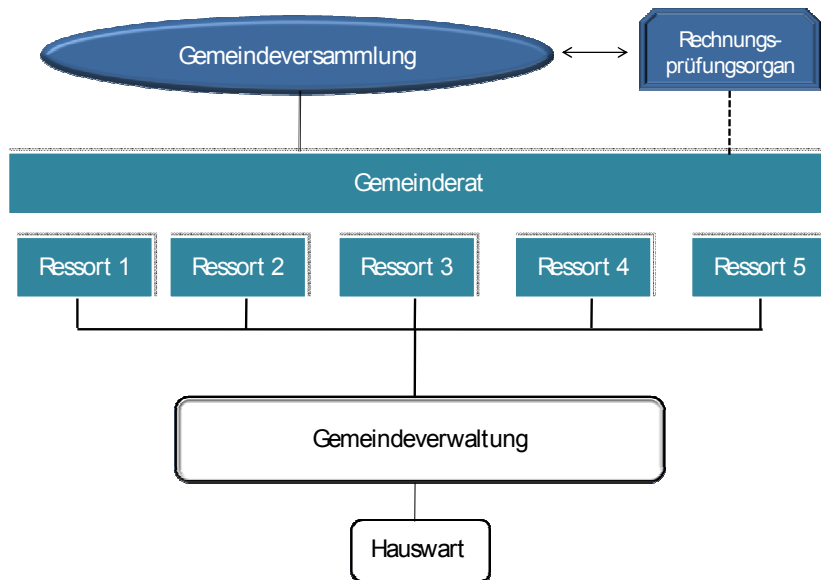 Gemeindeversammlung
Rechnungs-
prüfungsorgan
Gemeinderat
Ressort 1
Ressort 2
Ressort 3
Ressort 4
Ressort 5
Gemeindeverwaltung
Hauswart